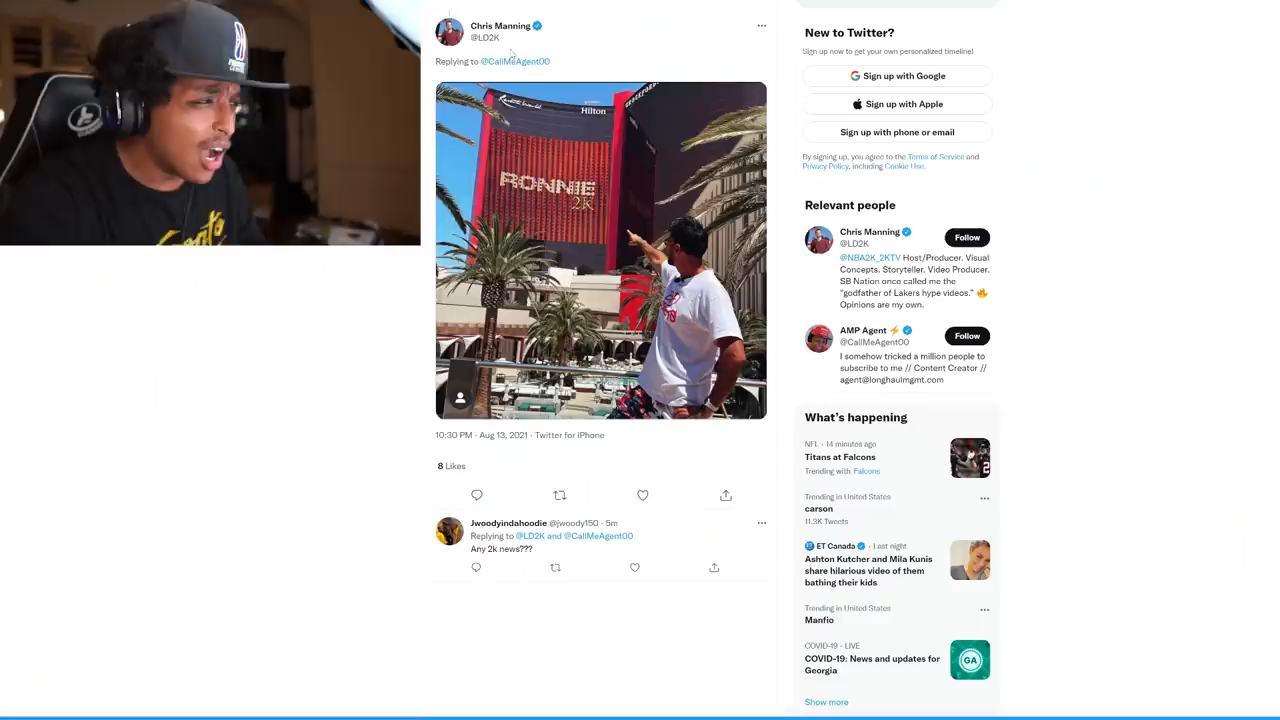 Chris Manning
@LD2K
Replying to @CallMeAgent00
Resorts World
Hilton
CROCKFORDS
RONNIE
2K
10:30 PM · Aug 13, 2021 · Twitter for iPhone
8 Likes
Jwoodyindahoodie @jwoody150 · 5m
Replying to @LD2K and @CallMeAgent00
Any 2k news???
New to Twitter?
Sign up now to get your own personalized timeline!
Sign up with Google
Sign up with Apple
Sign up with phone or email
By signing up, you agree to the Terms of Service and
Privacy Policy, including Cookie Use.
Relevant people
Chris Manning
@LD2K
Follow
@NBA2K_2KTV Host/Producer. Visual
Concepts. Storyteller. Video Producer.
SB Nation once called me the
"godfather of Lakers hype videos." 🔥
Opinions are my own.
AMP Agent ⚡
@CallMeAgent00
Follow
I somehow tricked a million people to
subscribe to me // Content Creator //
agent@longhaulmgmt.com
What's happening
NFL · 14 minutes ago
Titans at Falcons
Trending with Falcons
Trending in United States
carson
11.3K Tweets
ET Canada · Last night
Ashton Kutcher and Mila Kunis
share hilarious video of them
bathing their kids
Trending in United States
Manfio
COVID-19 · LIVE
COVID-19: News and updates for
Georgia
GA
Show more